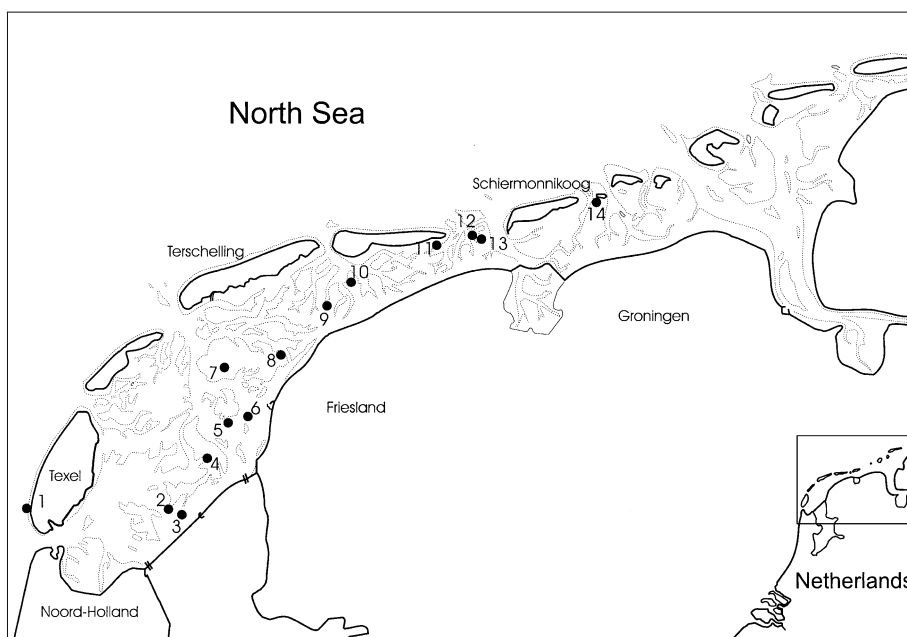 North Sea
Schiermonnikoog
14
12
13
11
Terschelling
10
9
Groningen
8
7
Friesland
6
5
4
Texel
1
2
3
Noord-Holland
Netherlands